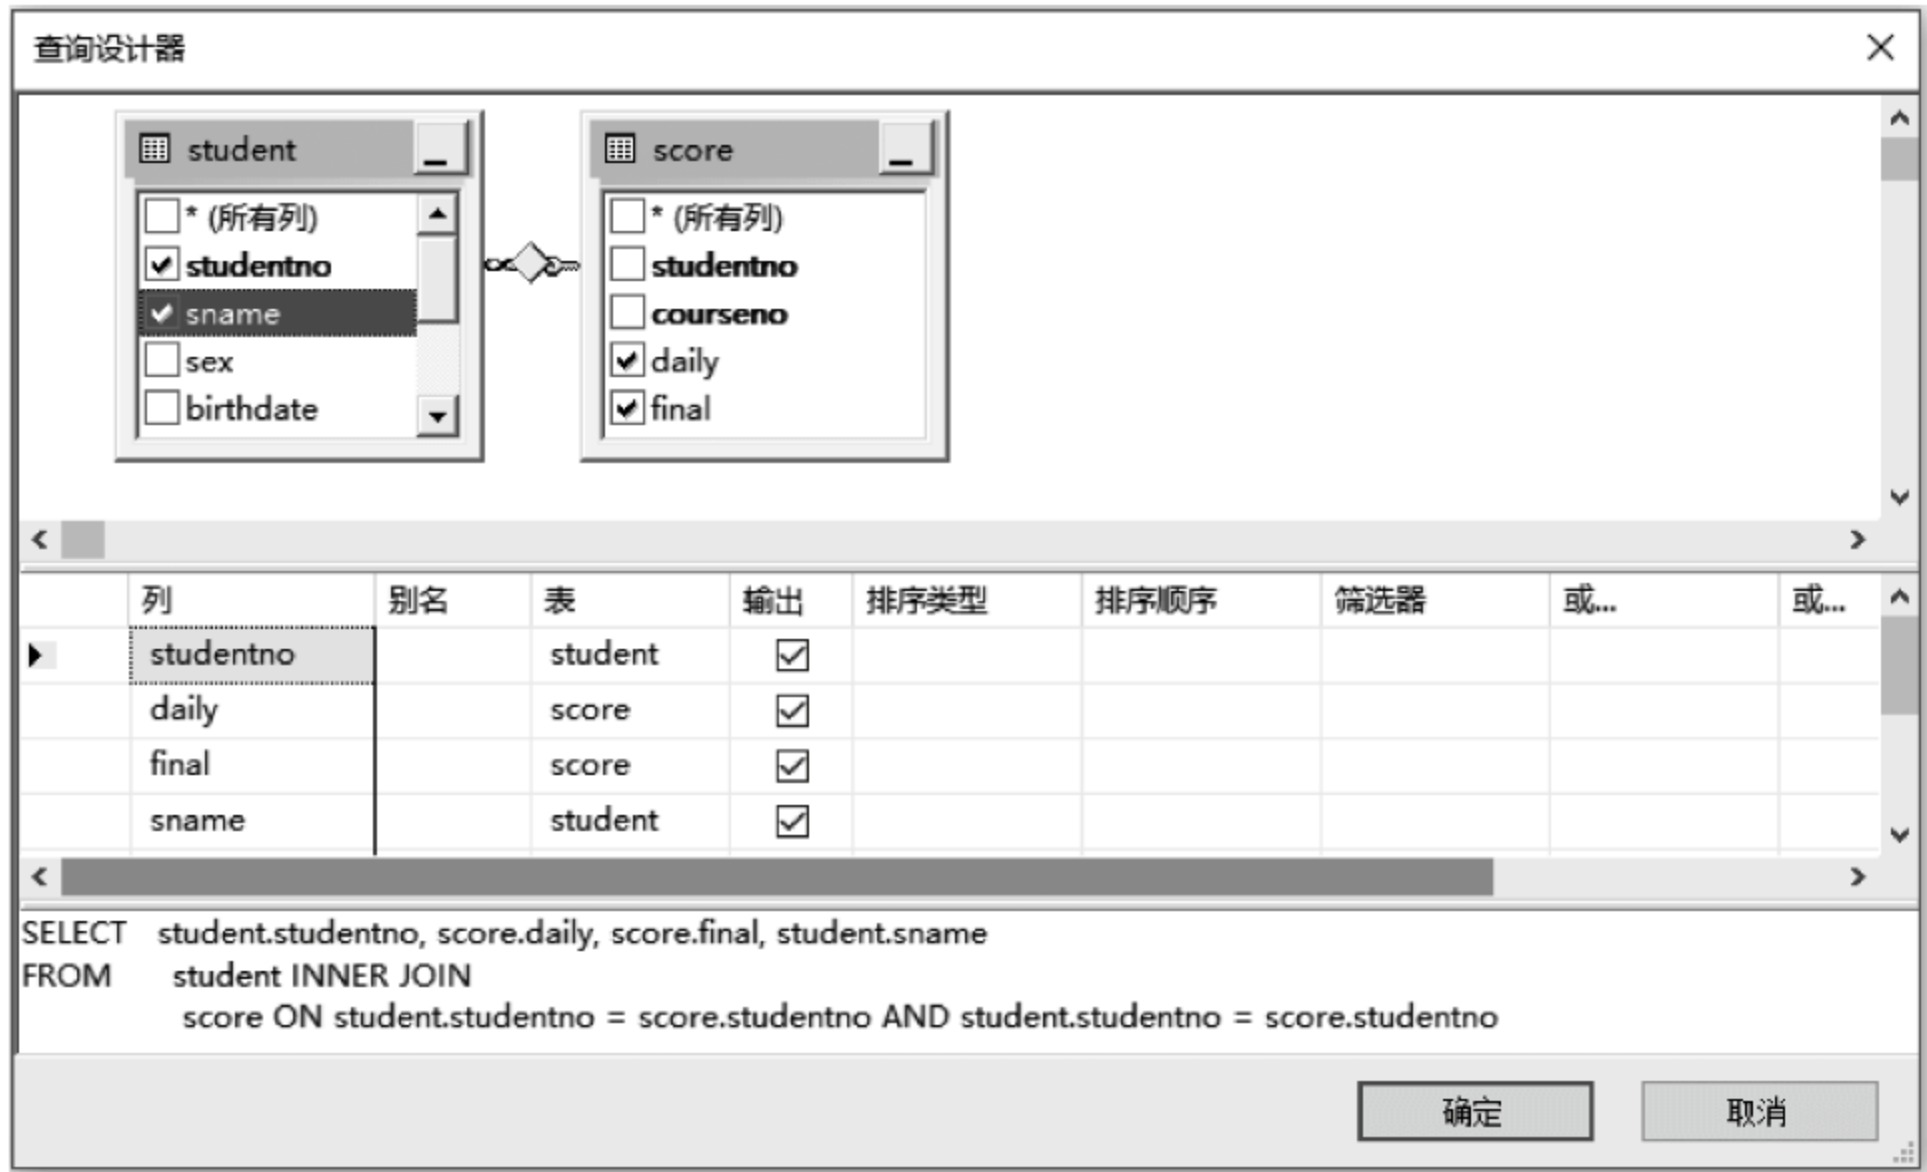 查询设计器
student
* (所有列)
studentno
sname
sex
birthdate
score
* (所有列)
studentno
courseno
daily
final
列 别名 表 输出 排序类型 排序顺序 筛选器 或... 或...
studentno student
daily score
final score
sname student
SELECT student.studentno, score.daily, score.final, student.sname
FROM student INNER JOIN
score ON student.studentno = score.studentno AND student.studentno = score.studentno
确定 取消